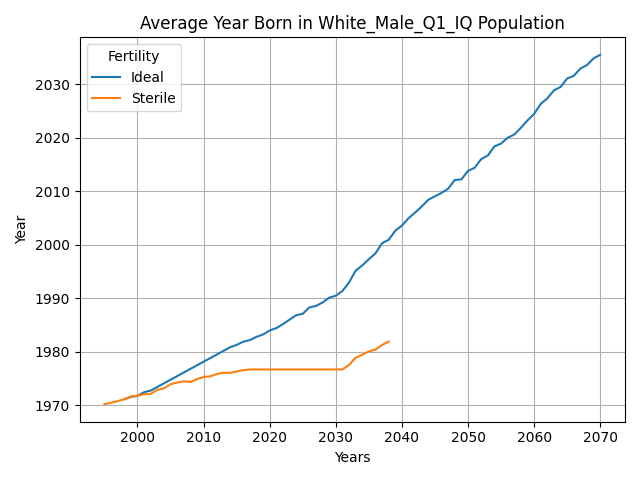 Average Year Born in White_Male_Q1_IQ Population
Fertility
Ideal
Sterile
Year
2030
2020
2010
2000
1990
1980
1970
2000 2010 2020 2030 2040 2050 2060 2070
Years